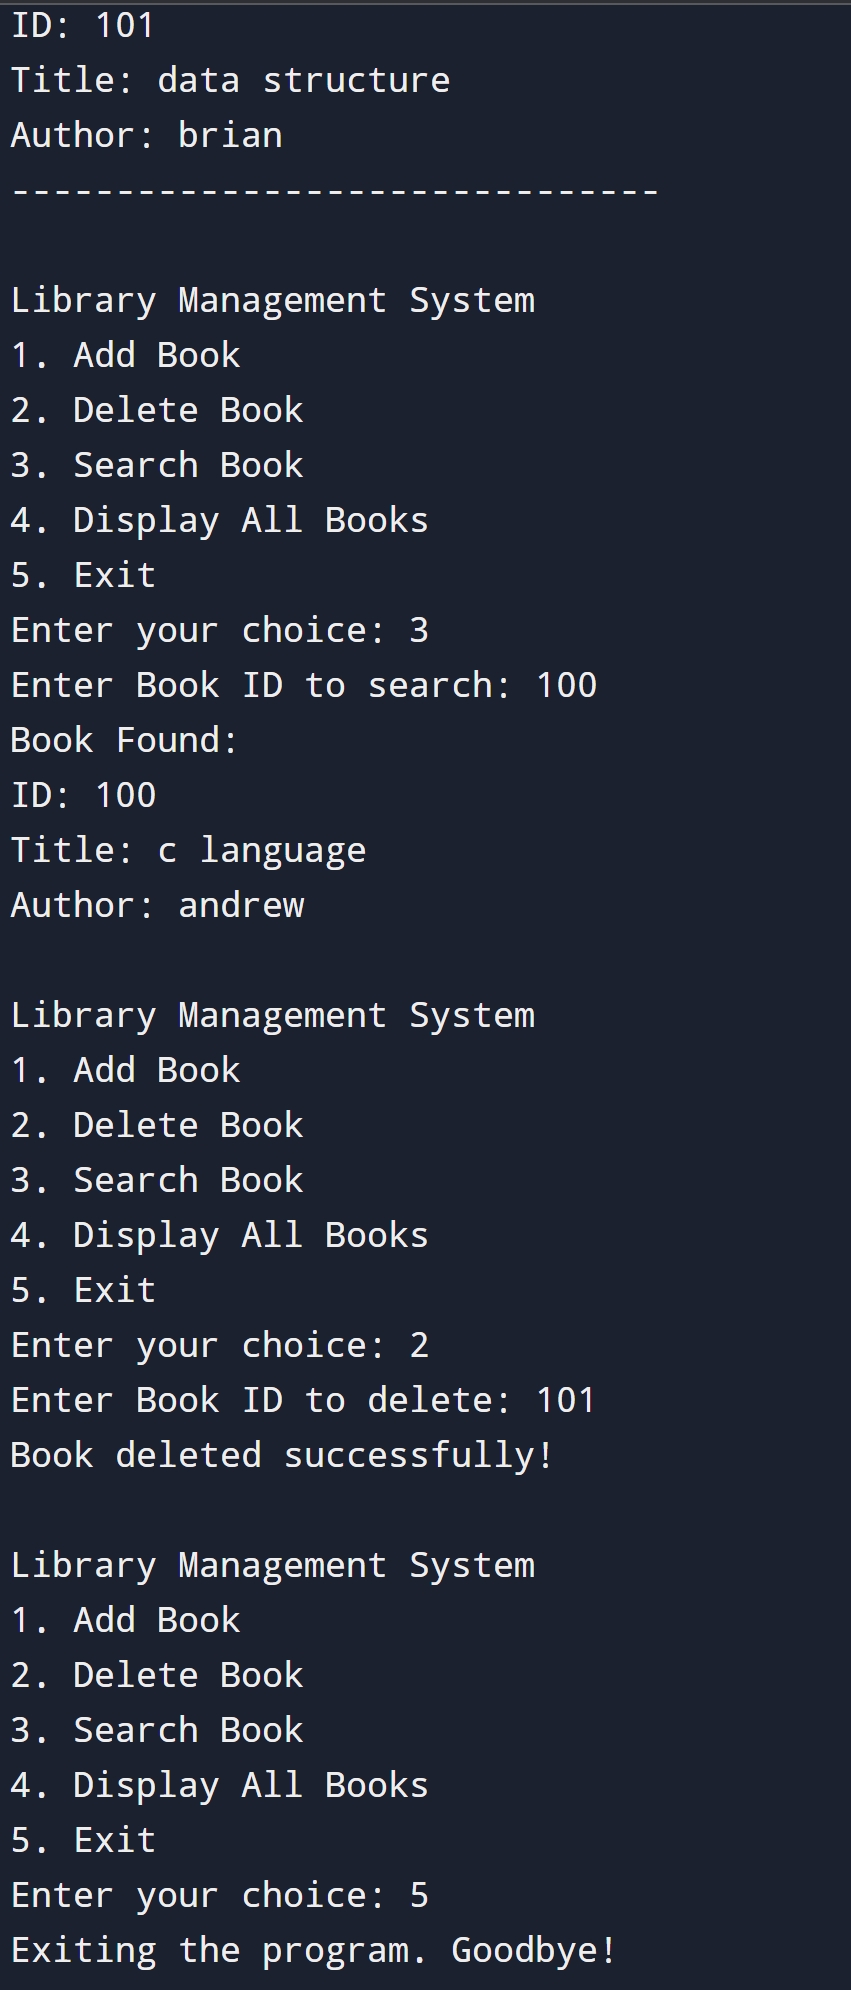 ID: 101
Title: data structure
Author: brian
-------------------------------
Library Management System
1. Add Book
2. Delete Book
3. Search Book
4. Display All Books
5. Exit
Enter your choice: 3
Enter Book ID to search: 100
Book Found:
ID: 100
Title: c language
Author: andrew
Library Management System
1. Add Book
2. Delete Book
3. Search Book
4. Display All Books
5. Exit
Enter your choice: 2
Enter Book ID to delete: 101
Book deleted successfully!
Library Management System
1. Add Book
2. Delete Book
3. Search Book
4. Display All Books
5. Exit
Enter your choice: 5
Exiting the program. Goodbye!